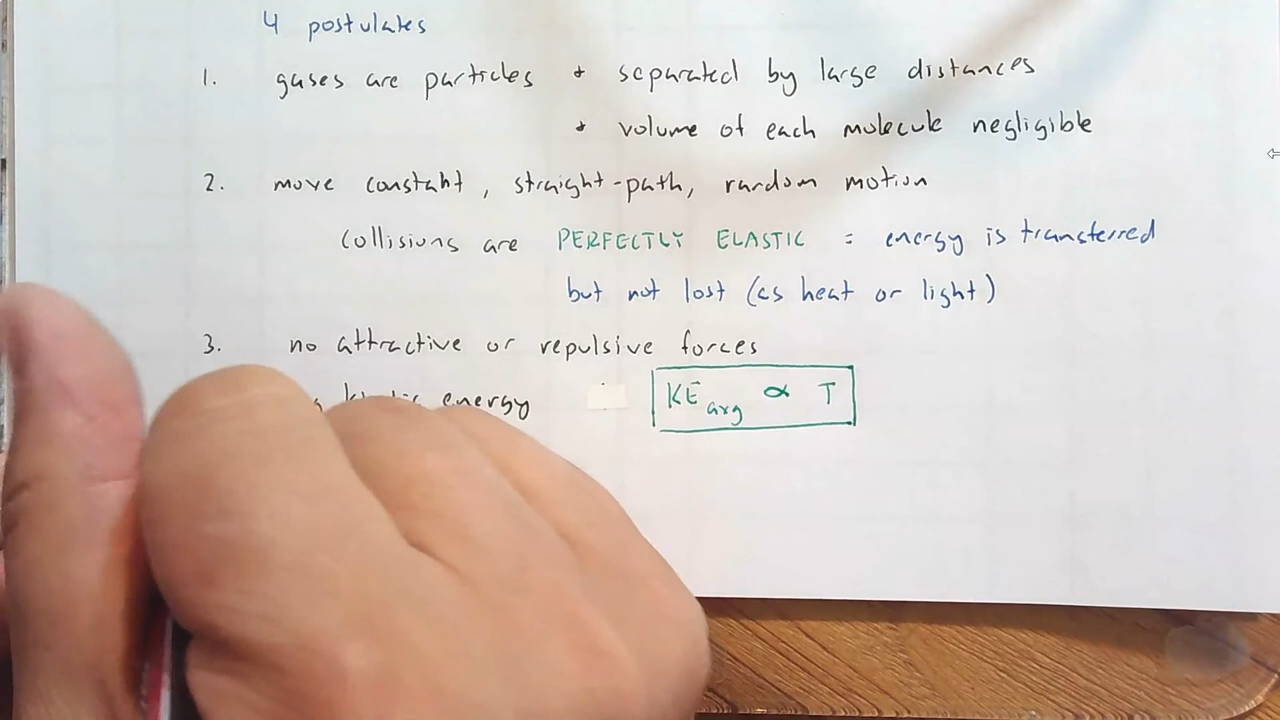 4 postulates
1. gases are particles * separated by large distances
* volume of each molecule negligible
2. move constant, straight-path, random motion
collisions are PERFECTLY ELASTIC = energy is transferred
but not lost (as heat or light)
3. no attractive or repulsive forces
energy KE avg ∝ T